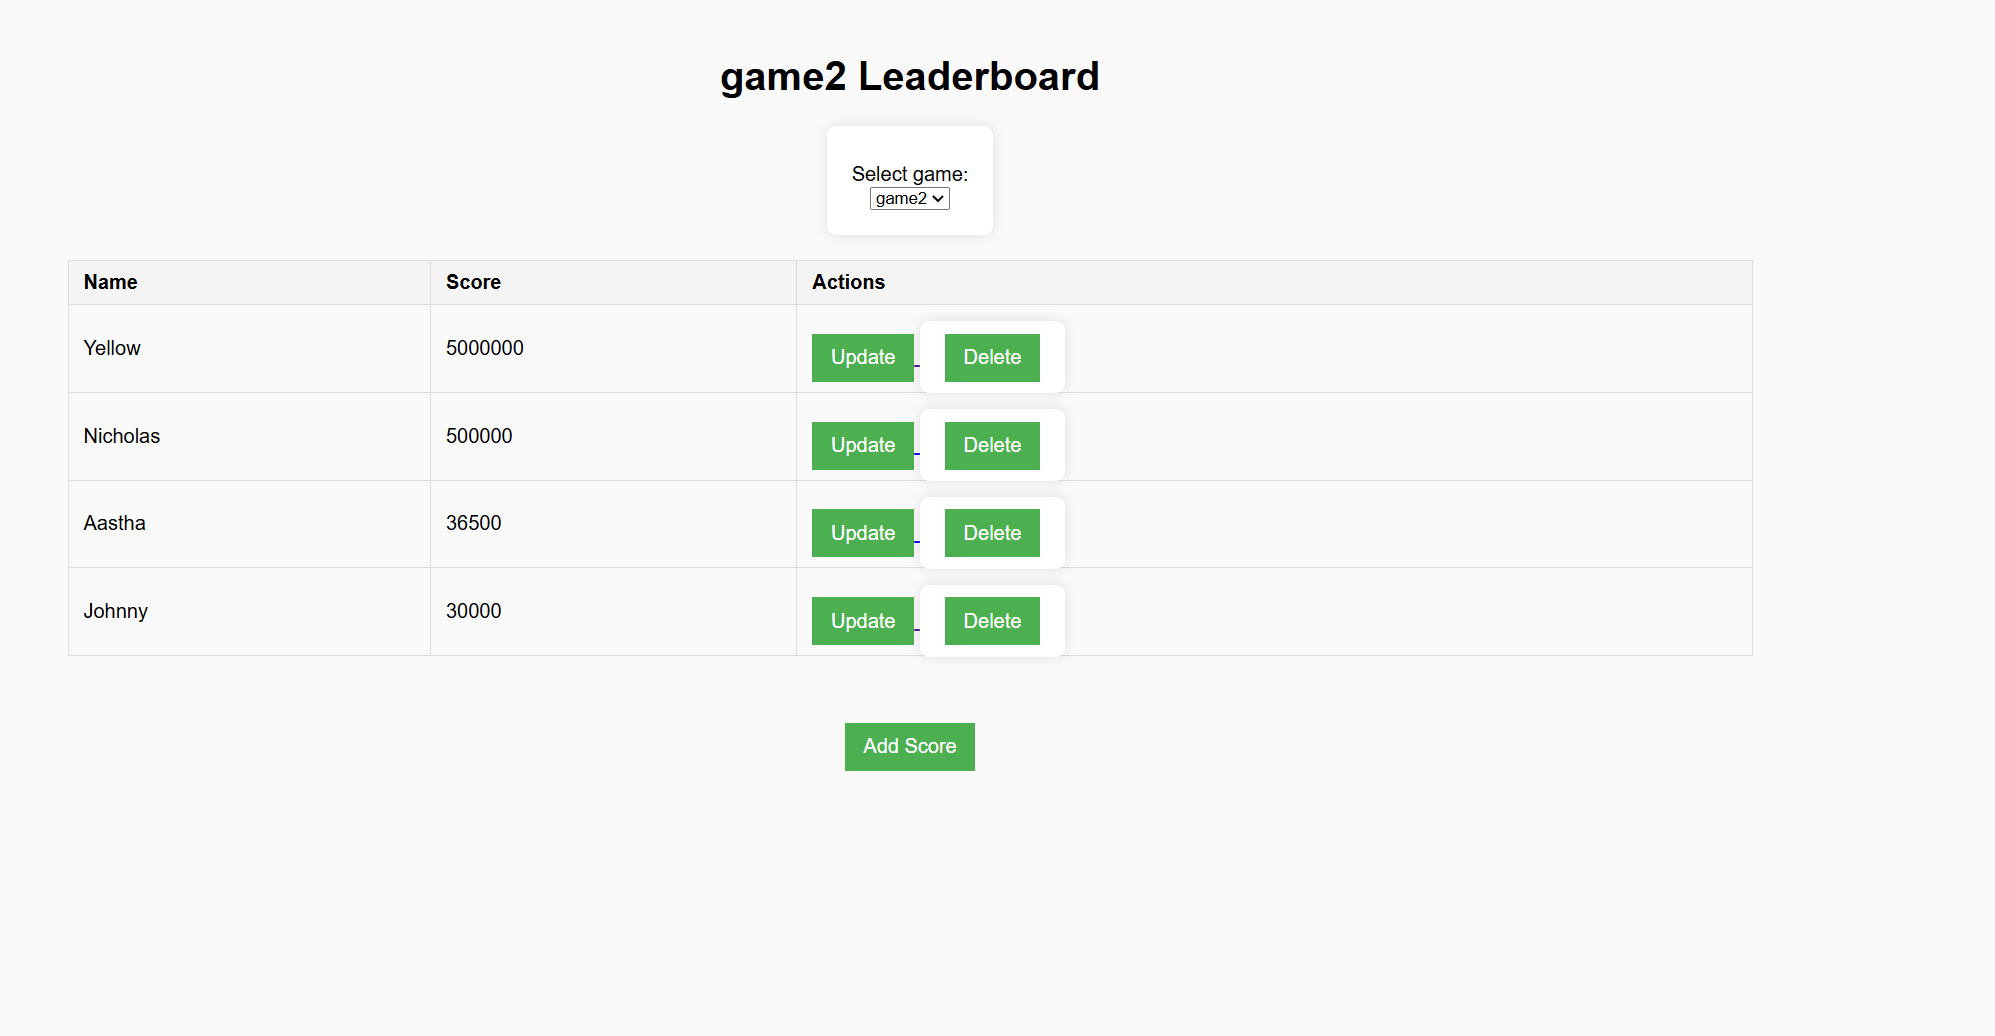 game2 Leaderboard
Select game:
game2
Name Score Actions
Yellow 5000000 Update Delete
Nicholas 500000 Update Delete
Aastha 36500 Update Delete
Johnny 30000 Update Delete
Add Score